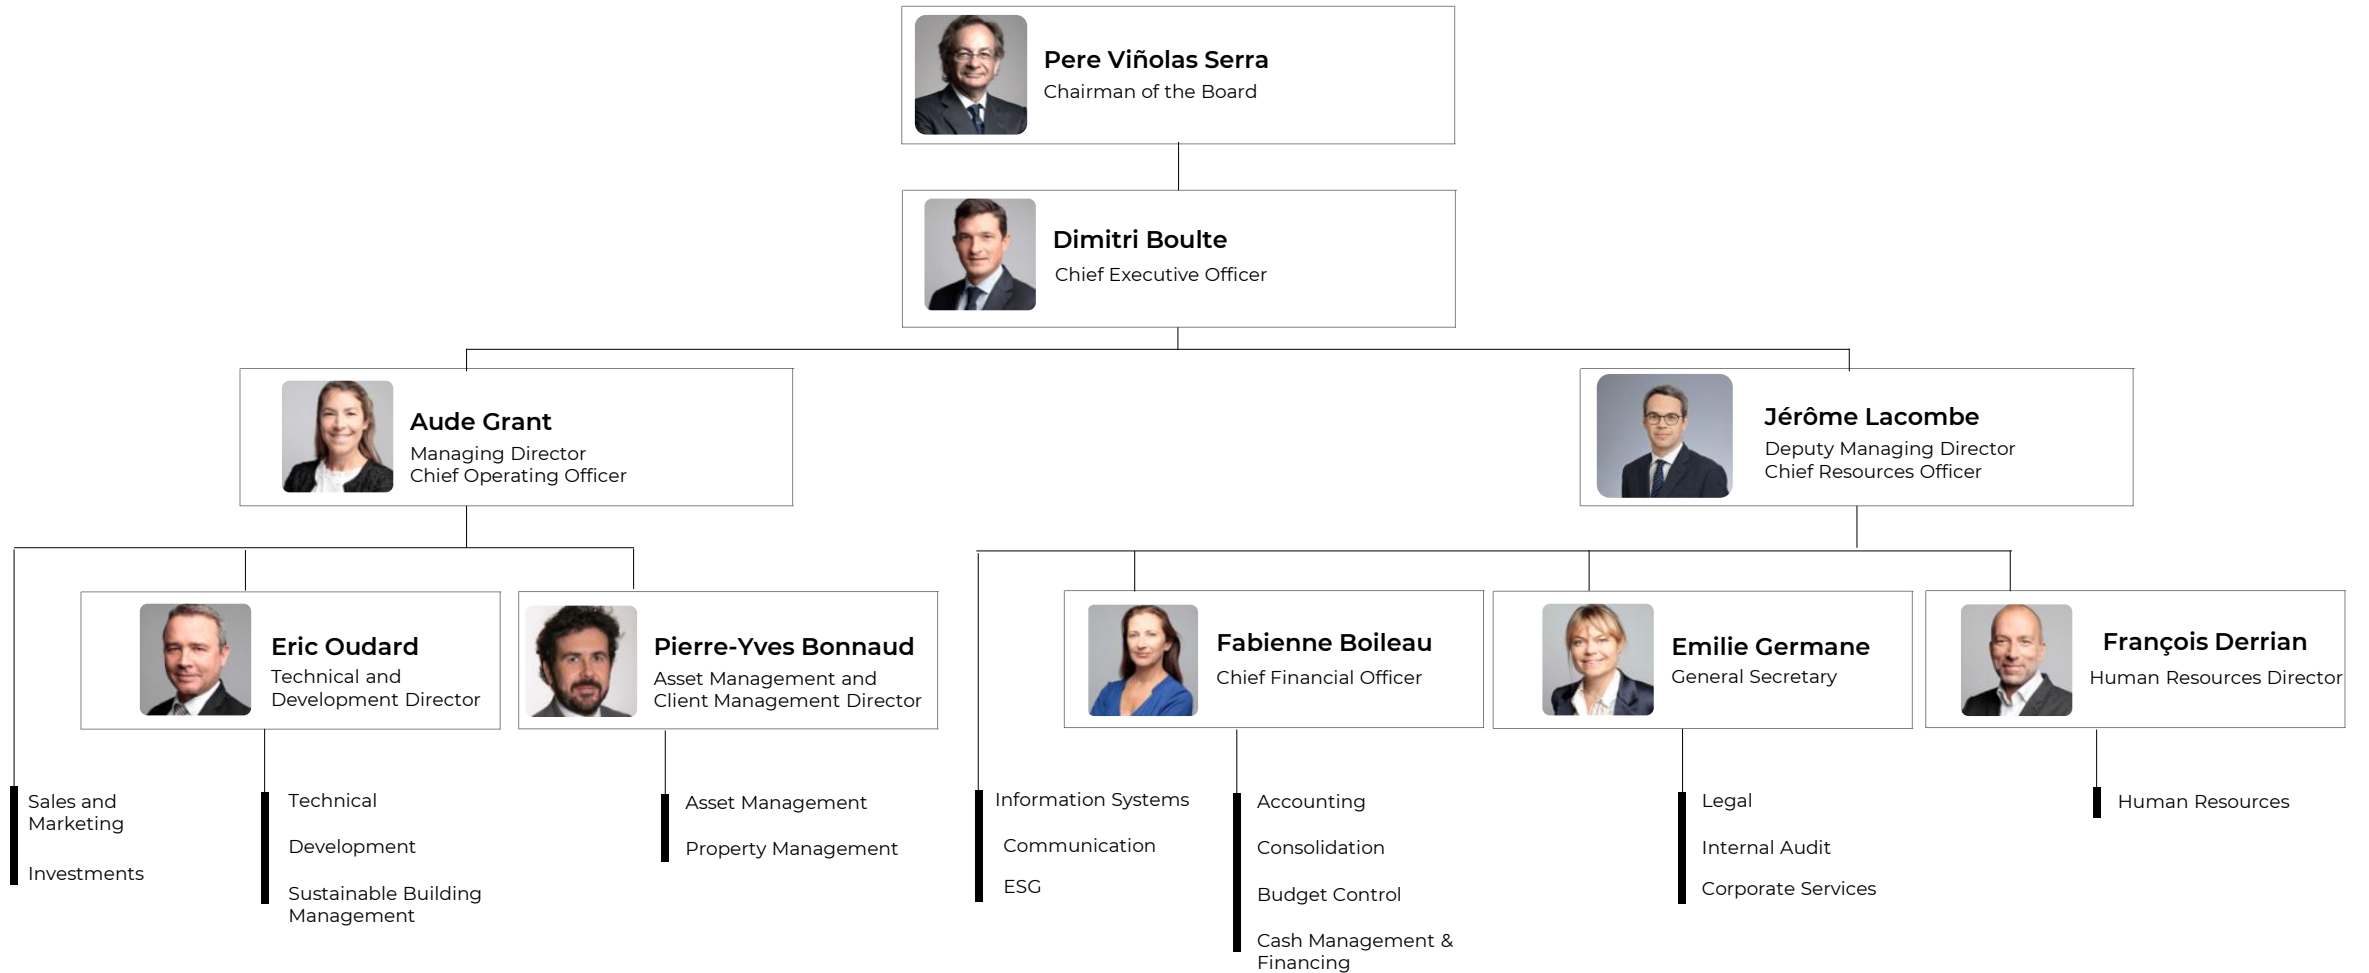 Pere Viñolas Serra
Chairman of the Board
Dimitri Boulte
Chief Executive Officer
Aude Grant
Managing Director
Chief Operating Officer
Jérôme Lacombe
Deputy Managing Director
Chief Resources Officer
Eric Oudard
Technical and
Development Director
Pierre-Yves Bonnaud
Asset Management and
Client Management Director
Fabienne Boileau
Chief Financial Officer
Emilie Germane
General Secretary
François Derrian
Human Resources Director
Sales and
Marketing
Investments
Technical
Development
Sustainable Building
Management
Asset Management
Property Management
Information Systems
Communication
ESG
Accounting
Consolidation
Budget Control
Cash Management &
Financing
Legal
Internal Audit
Corporate Services
Human Resources